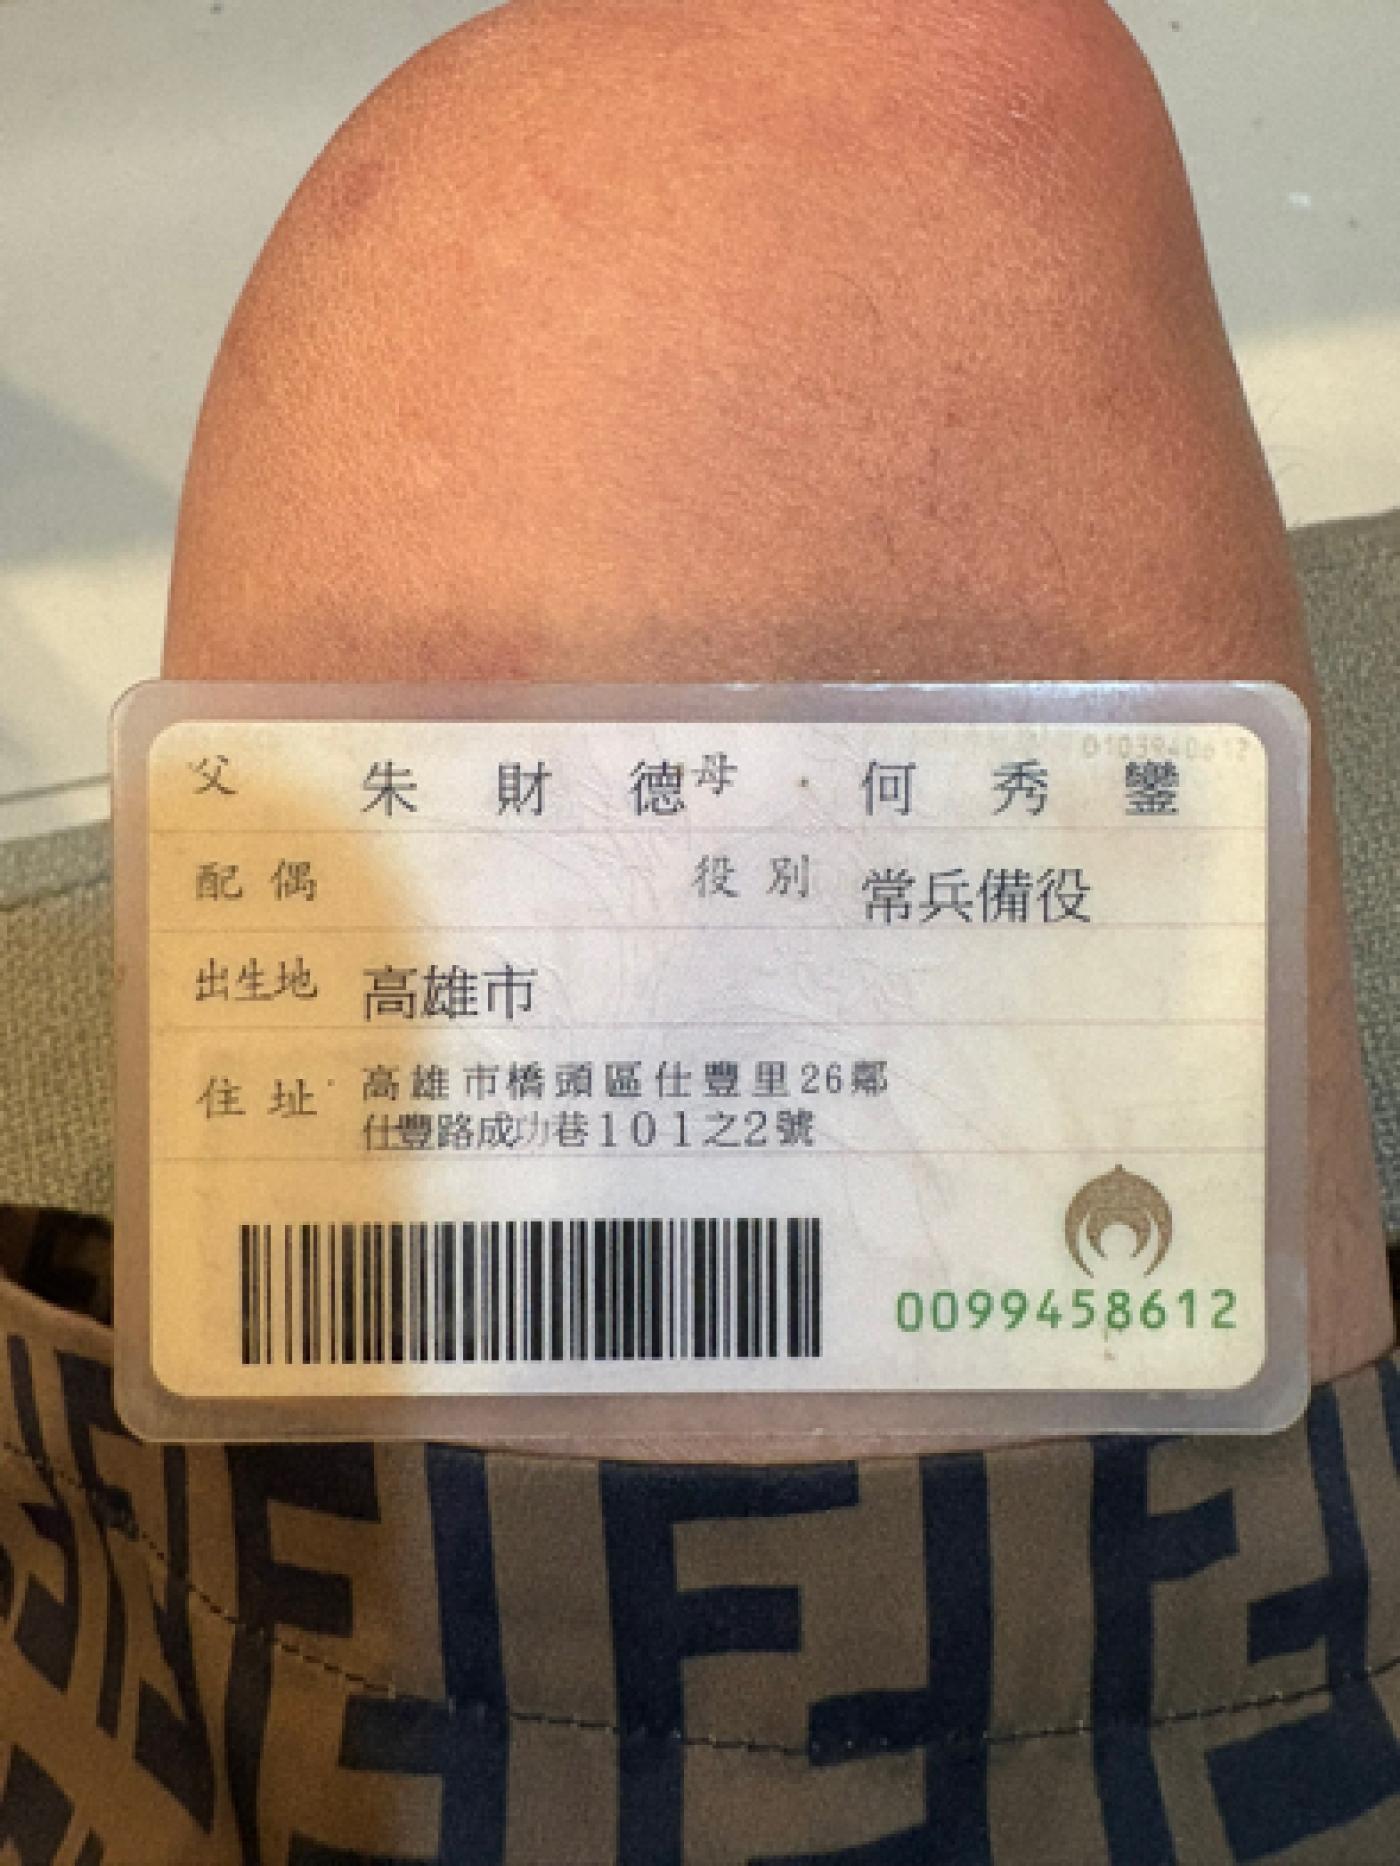 0103940612
父 朱財德 母 何秀鑾
配偶 役別 常兵備役
出生地 高雄市
住址 高雄市橋頭區仕豐里26鄰
仕豐路成功巷101之2號
0099458612